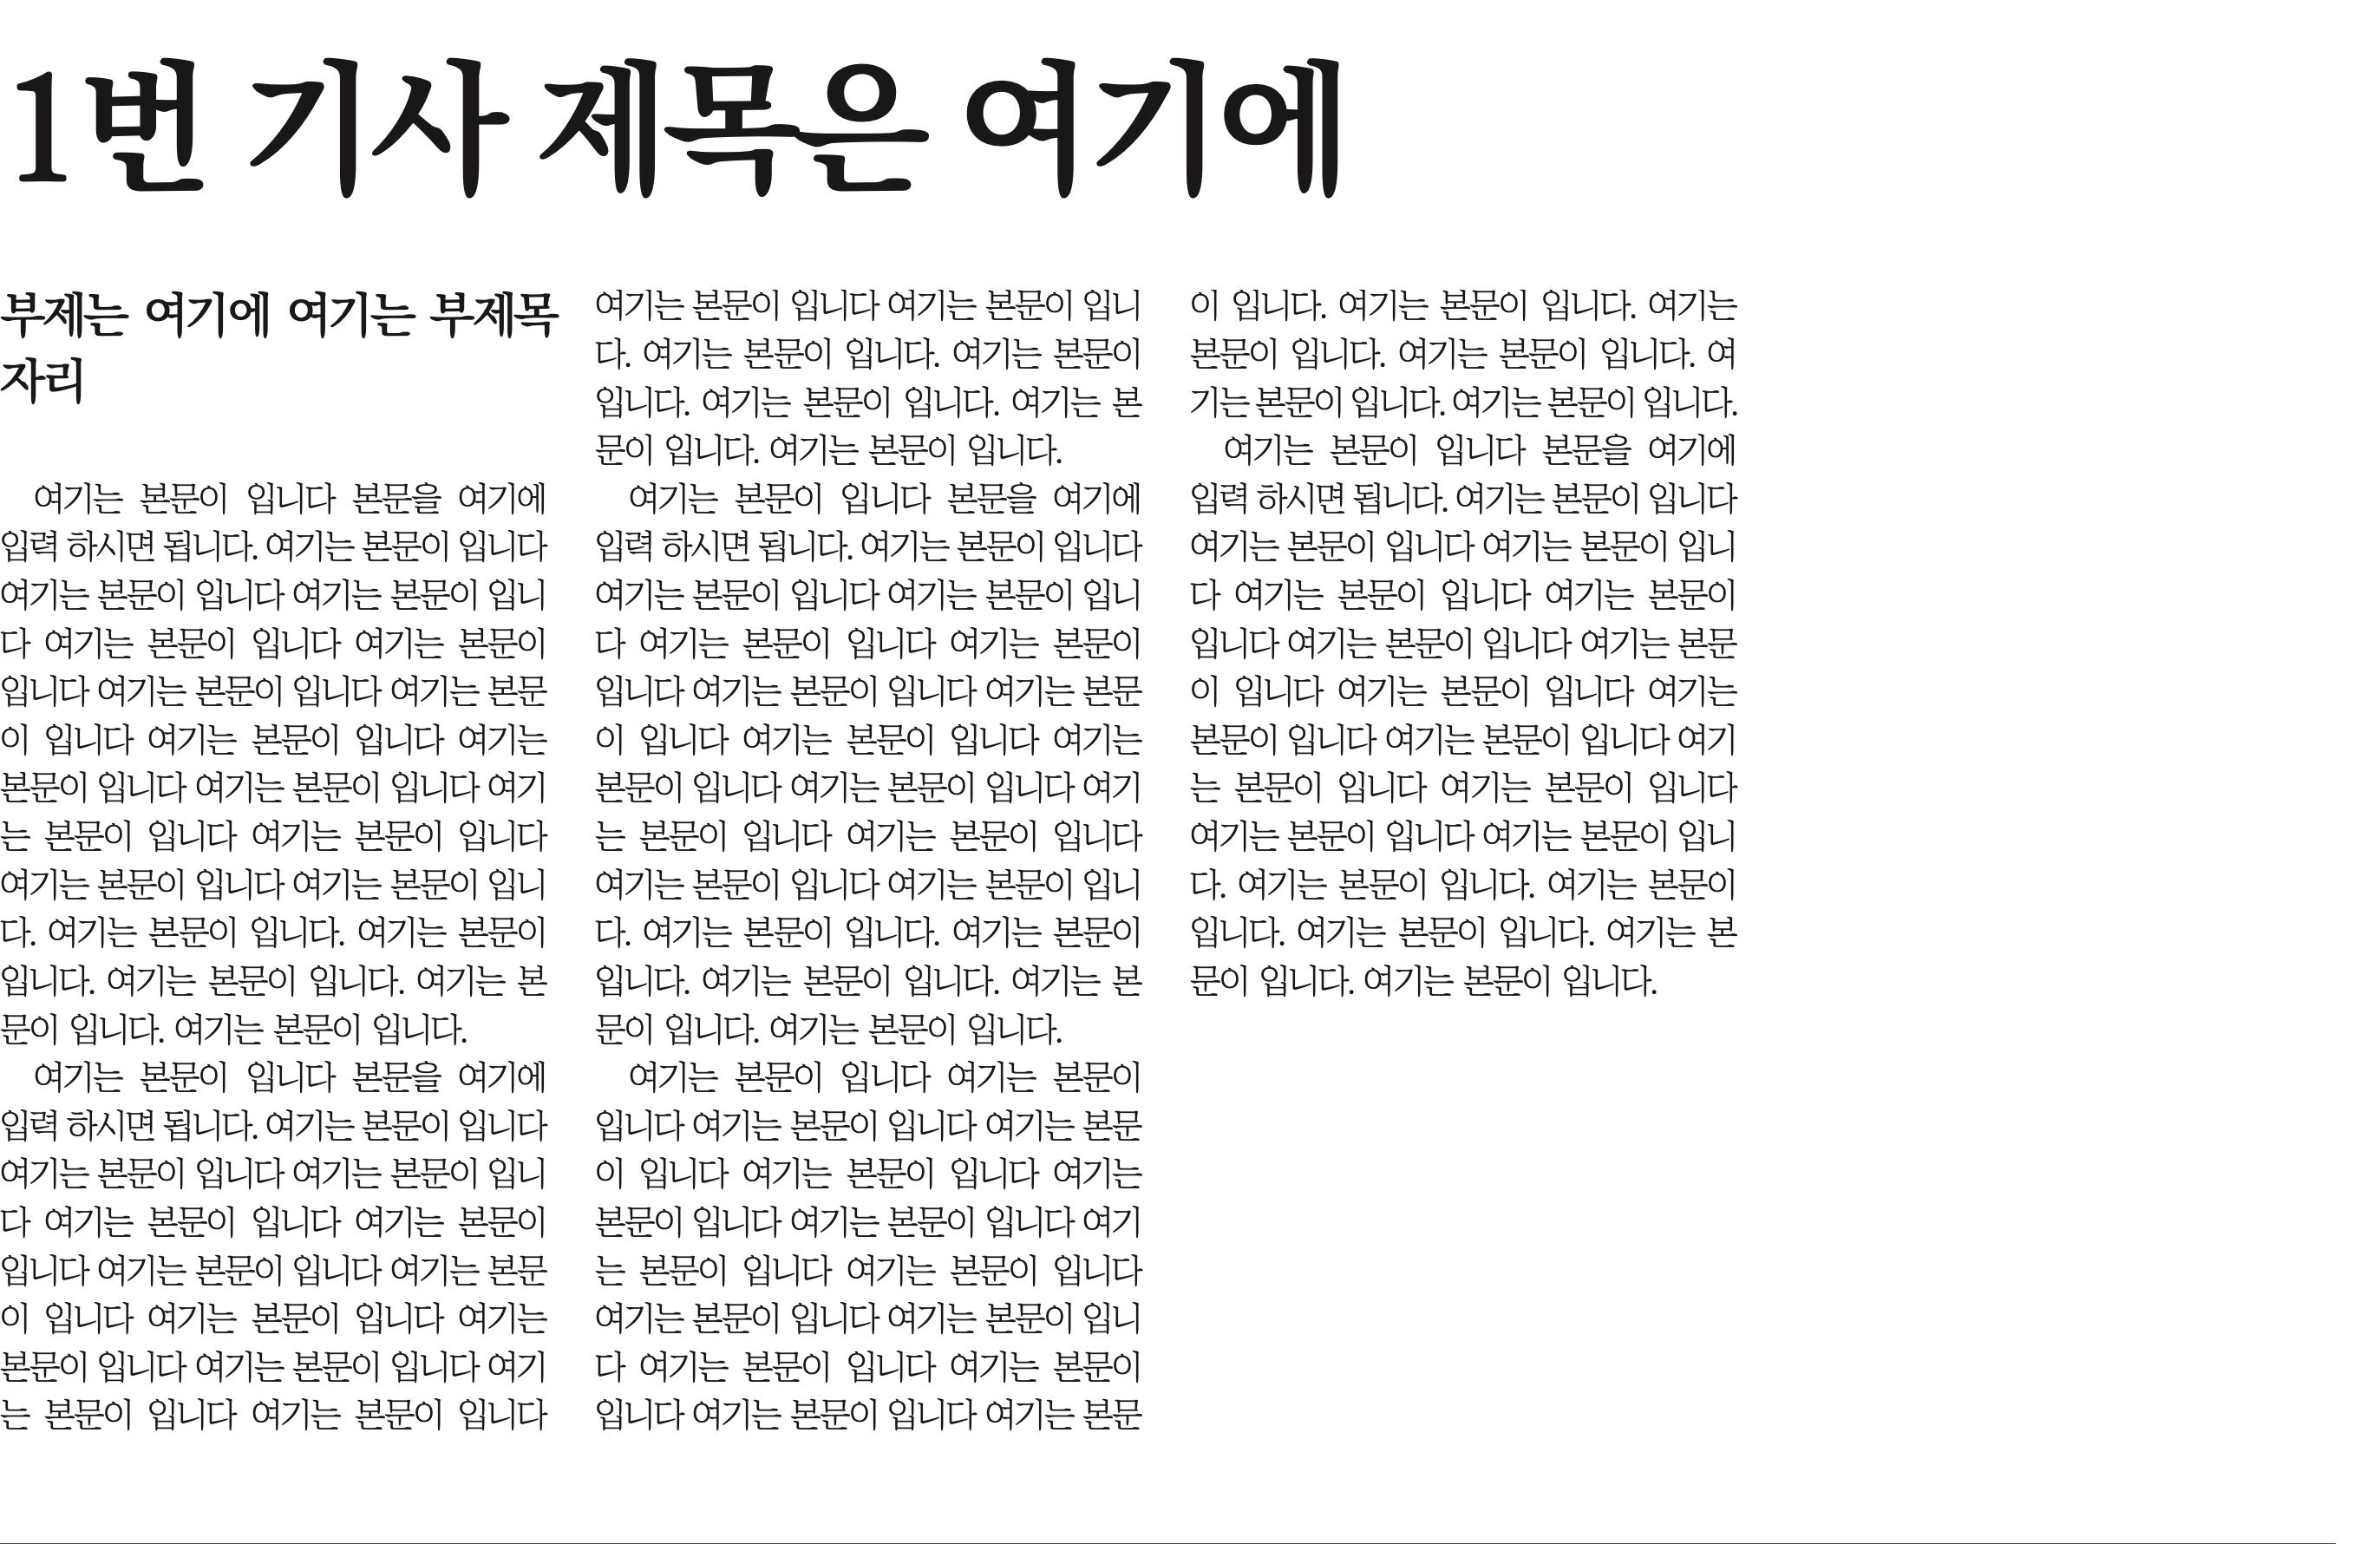 1번 기사 제목은 여기에
부제는 여기에 여기는 부제목
자리
여기는 본문이 입니다 본문을 여기에
입력 하시면 됩니다. 여기는 본문이 입니다
여기는 본문이 입니다 여기는 본문이 입니
다 여기는 본문이 입니다 여기는 본문이
입니다 여기는 본문이 입니다 여기는 본문
이 입니다 여기는 본문이 입니다 여기는
본문이 입니다 여기는 본문이 입니다 여기
는 본문이 입니다 여기는 본문이 입니다
여기는 본문이 입니다 여기는 본문이 입니
다. 여기는 본문이 입니다. 여기는 본문이
입니다. 여기는 본문이 입니다. 여기는 본
문이 입니다. 여기는 본문이 입니다.
여기는 본문이 입니다 본문을 여기에
입력 하시면 됩니다. 여기는 본문이 입니다
여기는 본문이 입니다 여기는 본문이 입니
다 여기는 본문이 입니다 여기는 본문이
입니다 여기는 본문이 입니다 여기는 본문
이 입니다 여기는 본문이 입니다 여기는
본문이 입니다 여기는 본문이 입니다 여기
는 본문이 입니다 여기는 본문이 입니다
여기는 본문이 입니다 여기는 본문이 입니
다. 여기는 본문이 입니다. 여기는 본문이
입니다. 여기는 본문이 입니다. 여기는 본
문이 입니다. 여기는 본문이 입니다.
여기는 본문이 입니다 본문을 여기에
입력 하시면 됩니다. 여기는 본문이 입니다
여기는 본문이 입니다 여기는 본문이 입니
다 여기는 본문이 입니다 여기는 본문이
입니다 여기는 본문이 입니다 여기는 본문
이 입니다 여기는 본문이 입니다 여기는
본문이 입니다 여기는 본문이 입니다 여기
는 본문이 입니다 여기는 본문이 입니다
여기는 본문이 입니다 여기는 본문이 입니
다. 여기는 본문이 입니다. 여기는 본문이
입니다. 여기는 본문이 입니다. 여기는 본
문이 입니다. 여기는 본문이 입니다.
여기는 본문이 입니다 여기는 본문이
입니다 여기는 본문이 입니다 여기는 본문
이 입니다 여기는 본문이 입니다 여기는
본문이 입니다 여기는 본문이 입니다 여기
는 본문이 입니다 여기는 본문이 입니다
여기는 본문이 입니다 여기는 본문이 입니
다 여기는 본문이 입니다 여기는 본문이
입니다 여기는 본문이 입니다 여기는 본문
이 입니다. 여기는 본문이 입니다. 여기는
본문이 입니다. 여기는 본문이 입니다. 여
기는 본문이 입니다. 여기는 본문이 입니다.
여기는 본문이 입니다 본문을 여기에
입력 하시면 됩니다. 여기는 본문이 입니다
여기는 본문이 입니다 여기는 본문이 입니
다 여기는 본문이 입니다 여기는 본문이
입니다 여기는 본문이 입니다 여기는 본문
이 입니다 여기는 본문이 입니다 여기는
본문이 입니다 여기는 본문이 입니다 여기
는 본문이 입니다 여기는 본문이 입니다
여기는 본문이 입니다 여기는 본문이 입니
다. 여기는 본문이 입니다. 여기는 본문이
입니다. 여기는 본문이 입니다. 여기는 본
문이 입니다. 여기는 본문이 입니다.